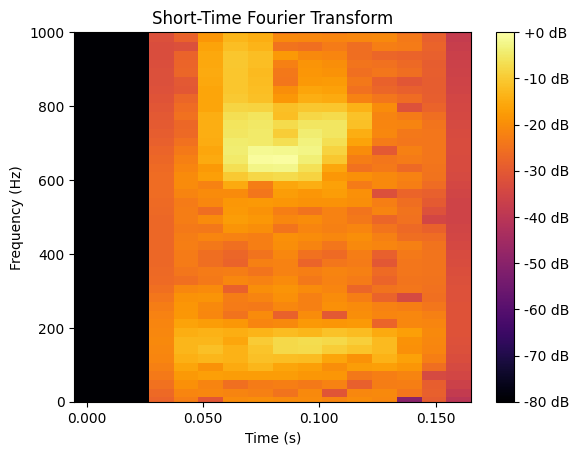 Short-Time Fourier Transform
Frequency (Hz)
1000
800
600
400
200
0
0.000
0.050
0.100
0.150
Time (s)
+0 dB
-10 dB
-20 dB
-30 dB
-40 dB
-50 dB
-60 dB
-70 dB
-80 dB